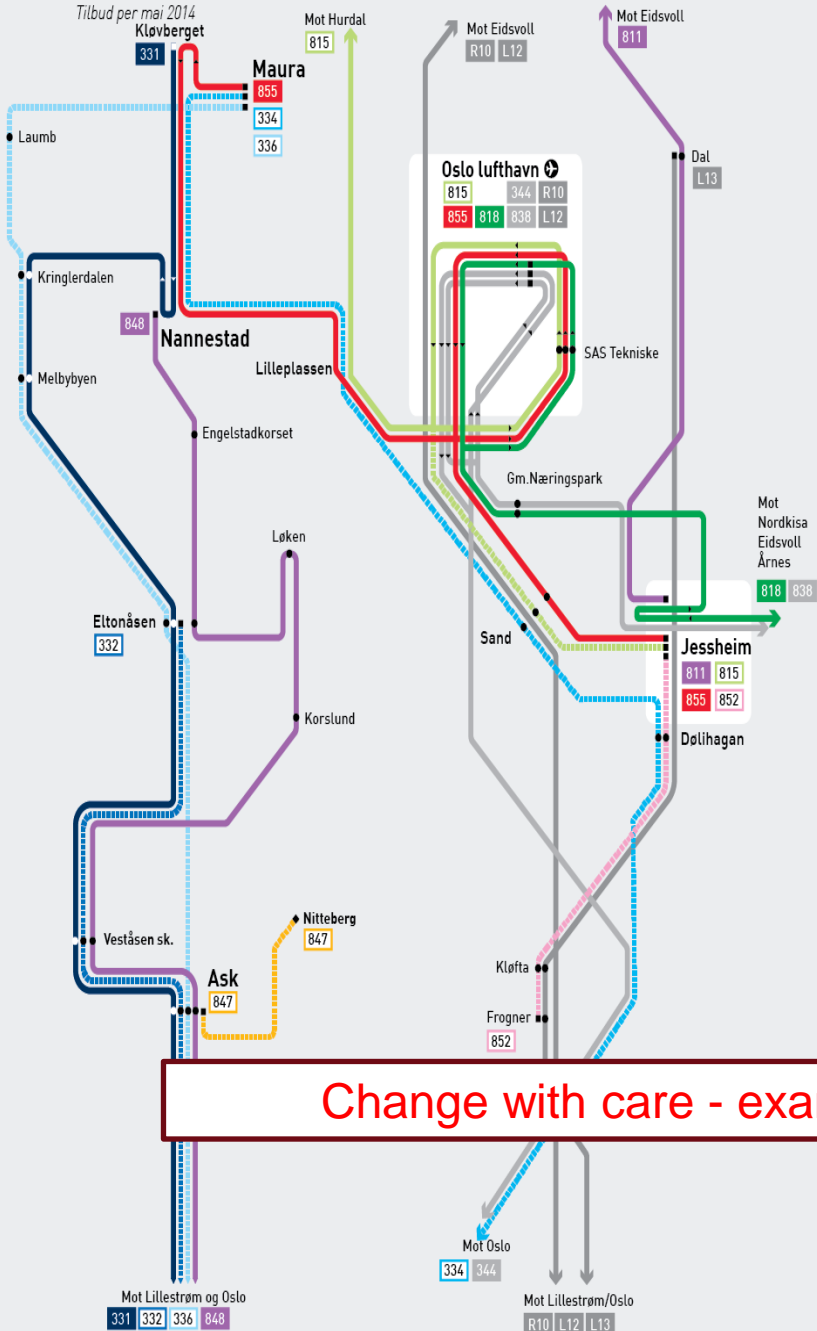 Tilbud per mai 2014
Kløvberget
331
Maura
855
334
336
Mot Hurdal
815
Mot Eidsvoll
R10 L12
Mot Eidsvoll
811
Laumb
Oslo lufthavn
815 344 R10
855 818 838 L12
Dal
L13
Kringlerdalen
848
Nannestad
Lilleplassen
SAS Tekniske
Melbybyen
Engelstadkorset
Gm.Næringspark
Mot
Nordkisa
Eidsvoll
Årnes
818 838
Løken
Eltonåsen
332
Sand
Jessheim
811 815
855 852
Korslund
Dølihagan
Nitteberg
847
Veståsen sk.
Ask
847
Kløfta
Frogner
852
Change with care - exa
Mot Oslo
334 344
Mot Lillestrøm og Oslo
331 332 336 848
Mot Lillestrøm/Oslo
R10 L12 L13